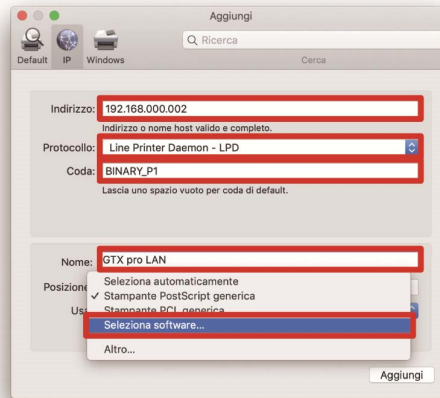 Aggiungi
Ricerca
Default IP Windows Cerca
Indirizzo: 192.168.000.002
Indirizzo o nome host valido e completo.
Protocollo: Line Printer Daemon - LPD
Coda: BINARY_P1
Lascia uno spazio vuoto per coda di default.
Nome: GTX pro LAN
Seleziona automaticamente
Posizione
✓ Stampante PostScript generica
Stampante PCL generica
Usa
Seleziona software...
Altro...
Aggiungi